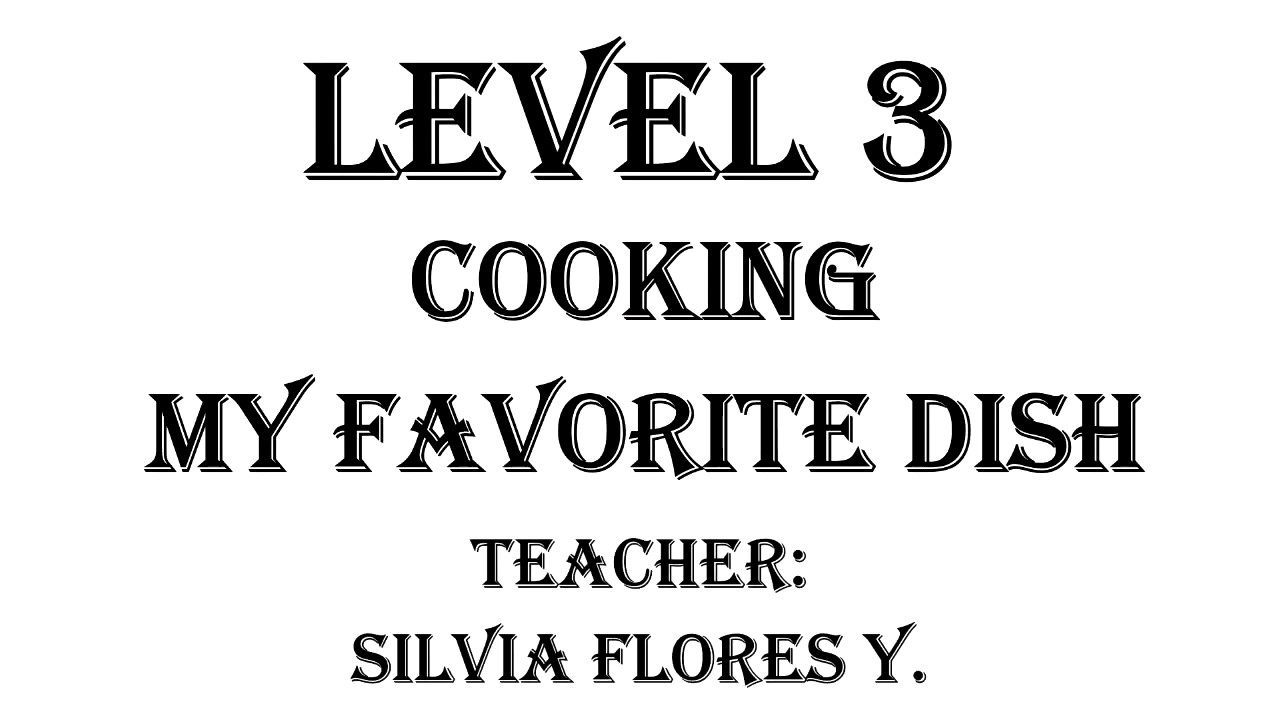 LEVEL 3
COOKING
MY FAVORITE DISH
TEACHER:
SILVIA FLORES Y.